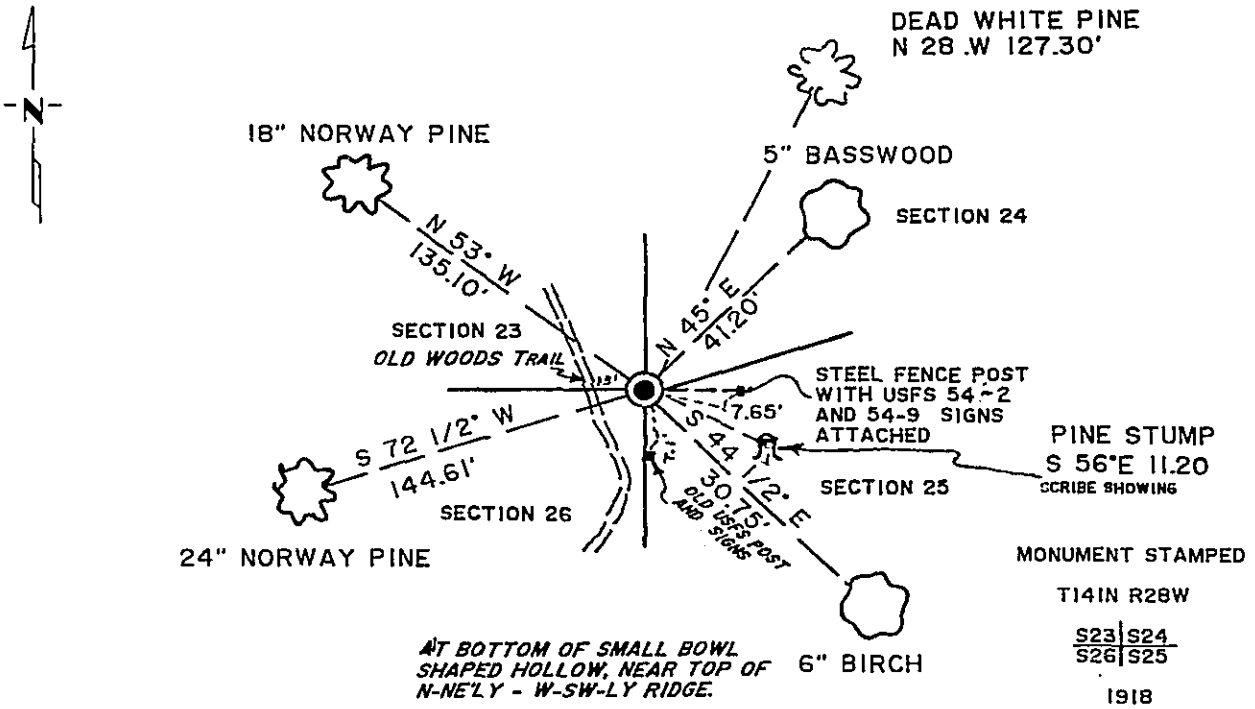 DEAD WHITE PINE
N 28 .W 127.30'
-N-
18" NORWAY PINE
5" BASSWOOD
SECTION 24
N 53° W
135.10'
N 45° E
41.20'
SECTION 23
OLD WOODS TRAIL
13'
STEEL FENCE POST
WITH USFS 54-2
AND 54-9 SIGNS
ATTACHED
7.65'
PINE STUMP
S 56°E 11.20
SCRIBE SHOWING
S 72 1/2° W
144.61'
S 44 1/2° E
30.75'
OLD USFS POST
AND SIGNS
SECTION 25
SECTION 26
24" NORWAY PINE
MONUMENT STAMPED
T141N R28W
S23|S24
S26|S25
1918
AT BOTTOM OF SMALL BOWL
SHAPED HOLLOW, NEAR TOP OF
N-NE'LY - W-SW-LY RIDGE.
6" BIRCH